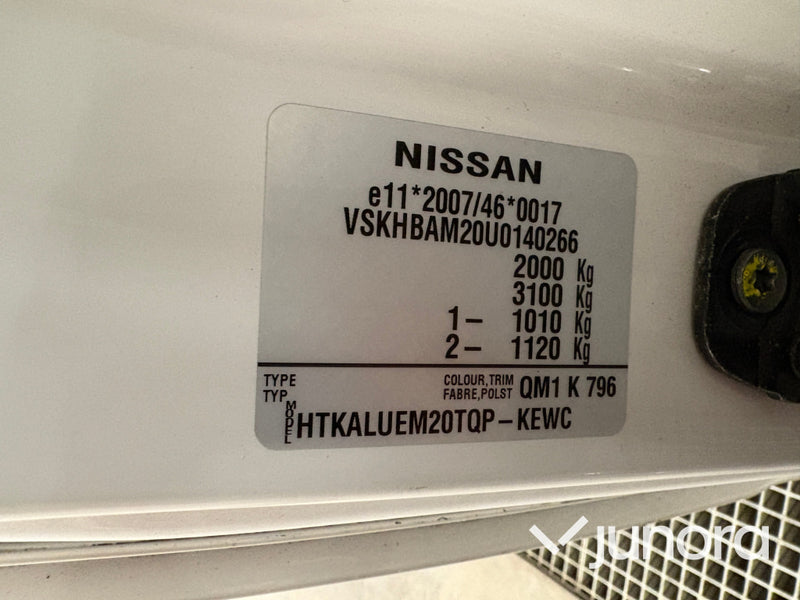 NISSAN
e11*2007/46*0017
VSKHBAM20U0140266
2000 Kg
3100 Kg
1- 1010 Kg
2- 1120 Kg
TYPE COLOUR,TRIM QM1 K 796
TYP FABRE,POLST
MODEL HTKALUEM20TQP-KEWC
junora